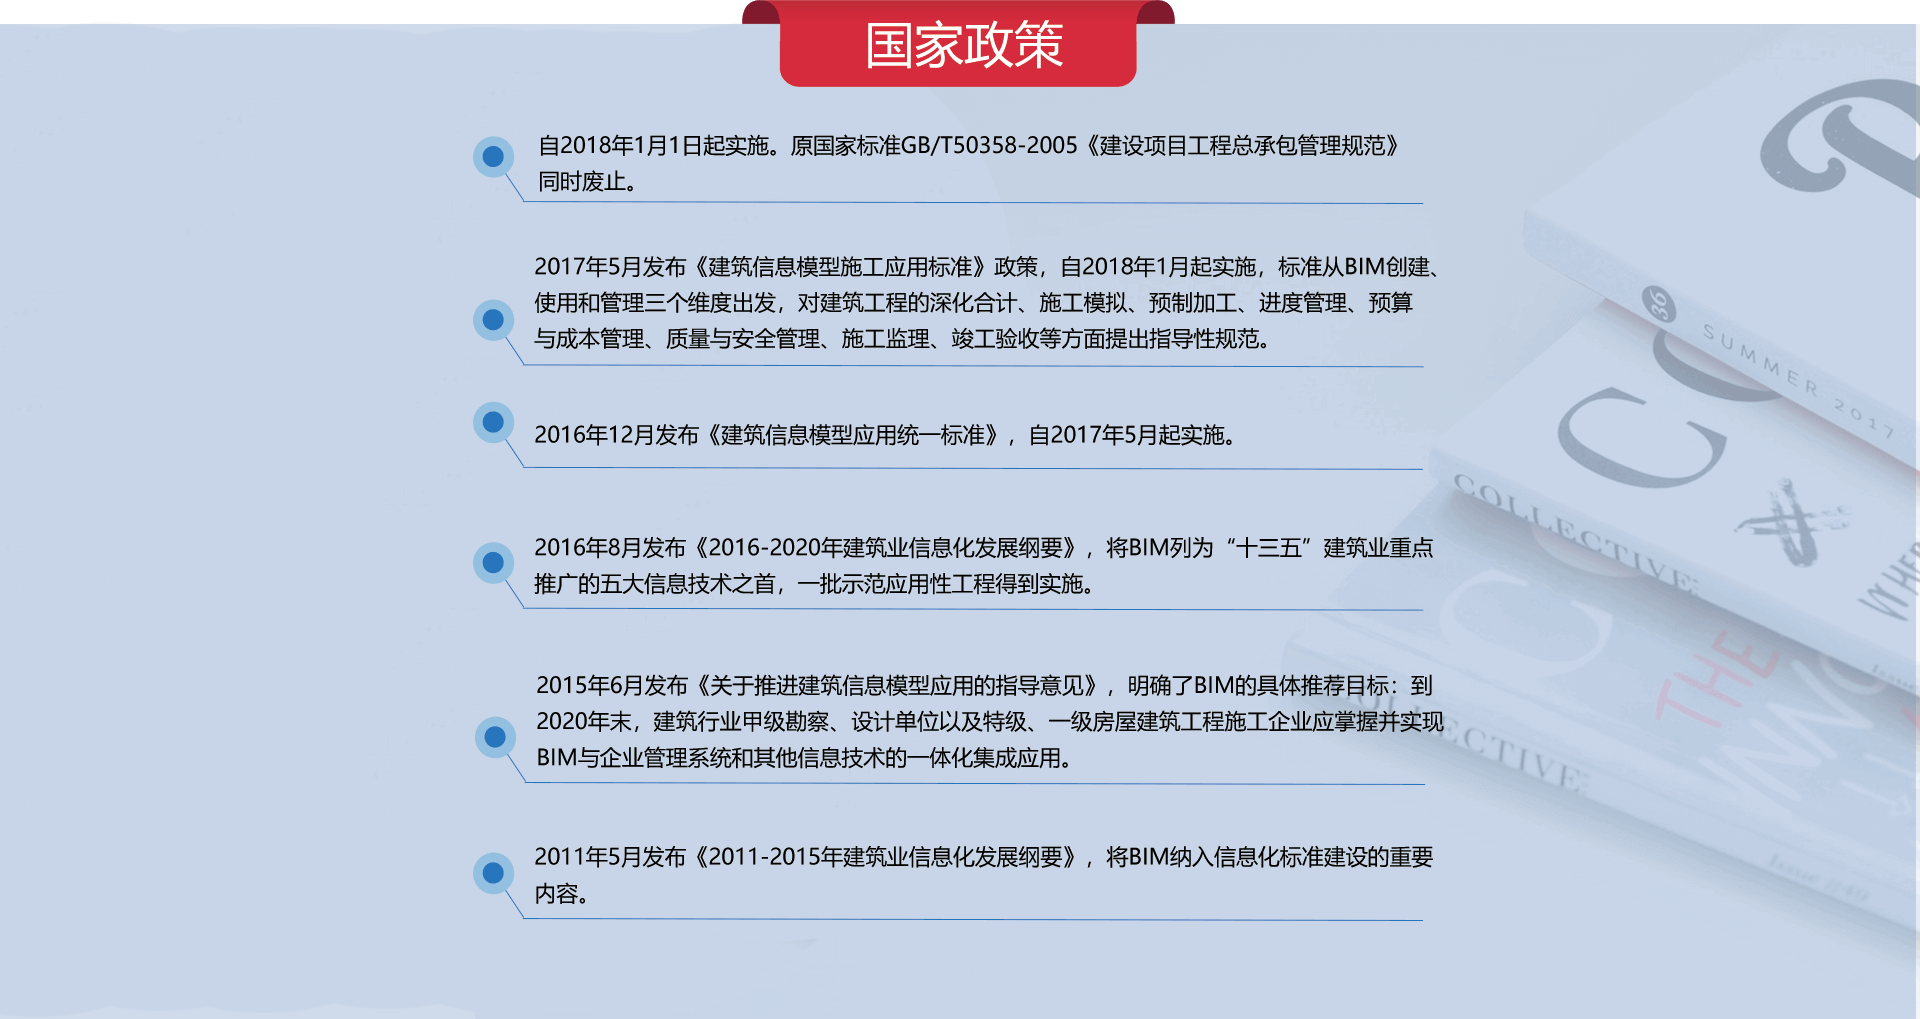 国家政策
自2018年1月1日起实施。原国家标准GB/T50358-2005《建设项目工程总承包管理规范》
同时废止。
2017年5月发布《建筑信息模型施工应用标准》政策，自2018年1月起实施，标准从BIM创建、
使用和管理三个维度出发，对建筑工程的深化合计、施工模拟、预制加工、进度管理、预算
与成本管理、质量与安全管理、施工监理、竣工验收等方面提出指导性规范。
2016年12月发布《建筑信息模型应用统一标准》，自2017年5月起实施。
2016年8月发布《2016-2020年建筑业信息化发展纲要》，将BIM列为“十三五”建筑业重点
推广的五大信息技术之首，一批示范应用性工程得到实施。
2015年6月发布《关于推进建筑信息模型应用的指导意见》，明确了BIM的具体推荐目标：到
2020年末，建筑行业甲级勘察、设计单位以及特级、一级房屋建筑工程施工企业应掌握并实现
BIM与企业管理系统和其他信息技术的一体化集成应用。
2011年5月发布《2011-2015年建筑业信息化发展纲要》，将BIM纳入信息化标准建设的重要
内容。
36
SUMMER 2017
CO
COLLECTIVE
THE
COLLECTIVE